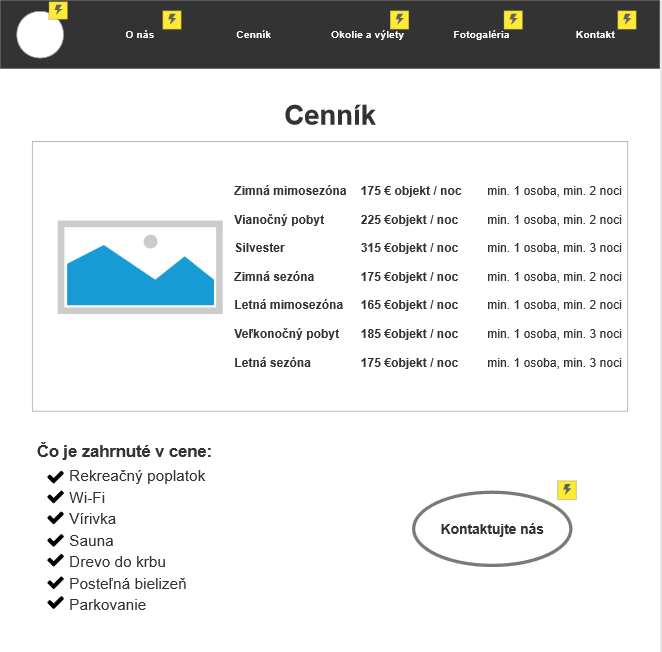 O nás Cenník Okolie a výlety Fotogaléria Kontakt
Cenník
Zimná mimosezóna 175 € objekt / noc min. 1 osoba, min. 2 noci
Vianočný pobyt 225 €objekt / noc min. 1 osoba, min. 2 noci
Silvester 315 €objekt / noc min. 1 osoba, min. 3 noci
Zimná sezóna 175 €objekt / noc min. 1 osoba, min. 2 noci
Letná mimosezóna 165 €objekt / noc min. 1 osoba, min. 2 noci
Veľkonočný pobyt 185 €objekt / noc min. 1 osoba, min. 3 noci
Letná sezóna 175 €objekt / noc min. 1 osoba, min. 3 noci
Čo je zahrnuté v cene:
Rekreačný poplatok
Wi-Fi
Vírivka
Sauna
Drevo do krbu
Posteľná bielizeň
Parkovanie
Kontaktujte nás